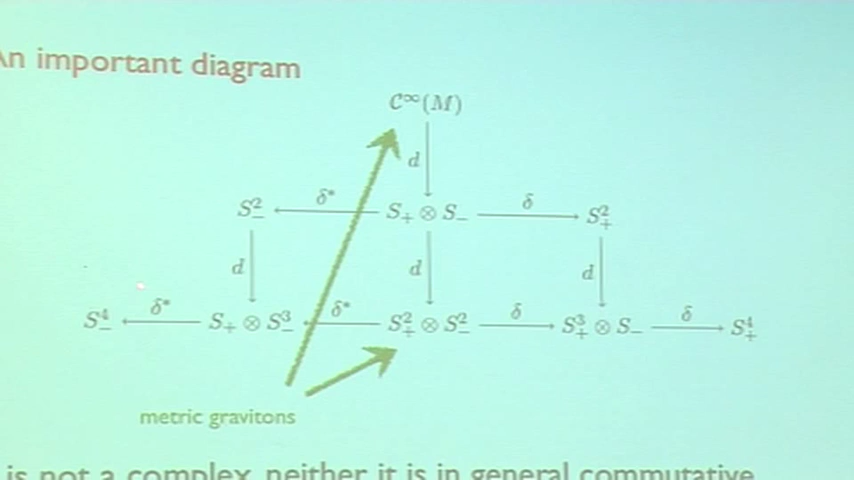 An important diagram
C^∞(M)
d
S²₋ δ* S₊ ⊗ S₋ δ S²₊
d d d
S⁴₋ δ* S₊ ⊗ S³₋ δ* S²₊ ⊗ S²₋ δ S³₊ ⊗ S₋ δ S⁴₊
metric gravitons
is not a complex neither it is in general commutative